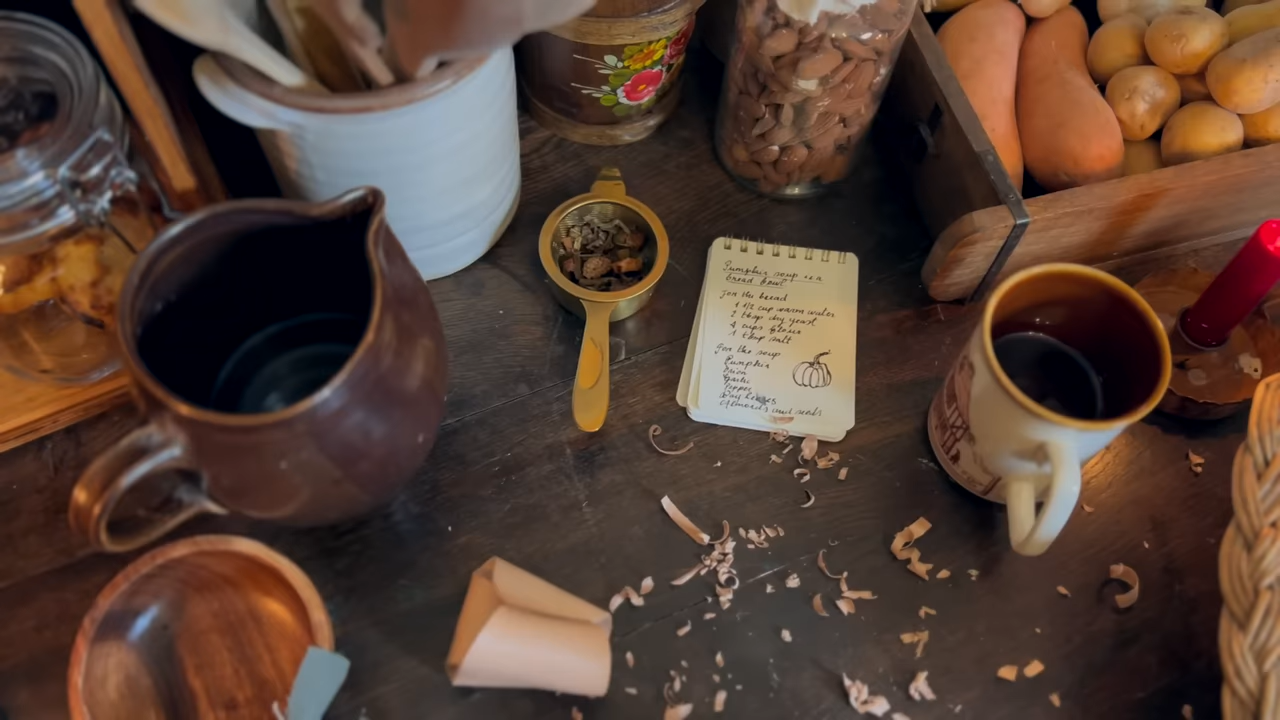 Pumpkin soup in a
bread bowl
For the bread
1 1/2 cup warm water
2 tbsp dry yeast
4 cups flour
1 tbsp salt
For the soup
Pumpkin
Onion
Garlic
Pepper
Bay leaves
Almonds and seeds